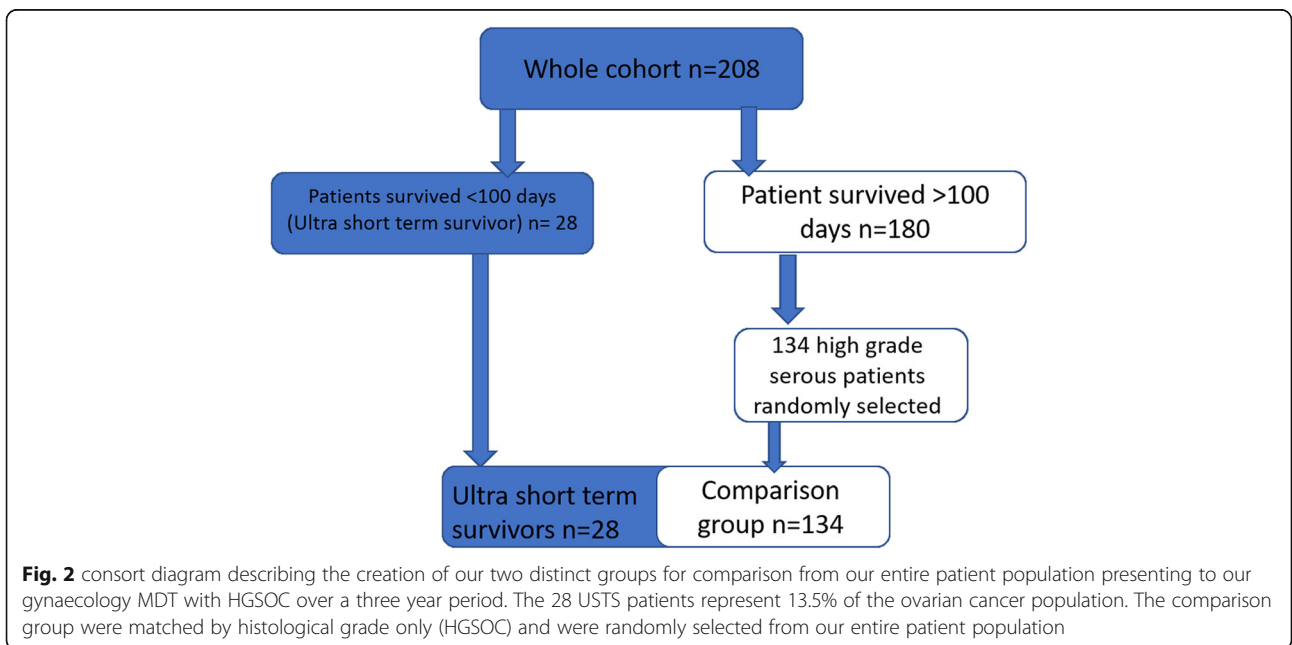 Whole cohort n=208
Patients survived <100 days
(Ultra short term survivor) n= 28
Patient survived >100
days n=180
134 high grade
serous patients
randomly selected
Ultra short term
survivors n=28
Comparison
group n=134
Fig. 2 consort diagram describing the creation of our two distinct groups for comparison from our entire patient population presenting to our
gynaecology MDT with HGSOC over a three year period. The 28 USTS patients represent 13.5% of the ovarian cancer population. The comparison
group were matched by histological grade only (HGSOC) and were randomly selected from our entire patient population